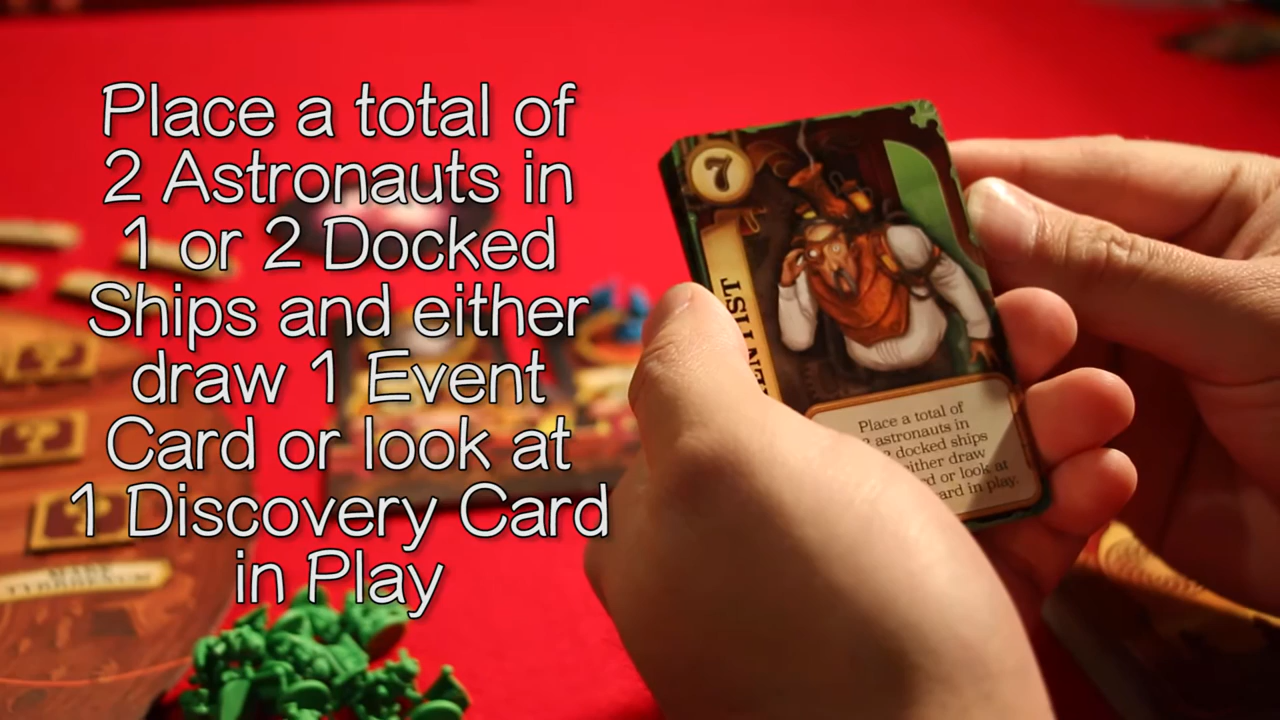 Place a total of
2 Astronauts in
1 or 2 Docked
Ships and either
draw 1 Event
Card or look at
1 Discovery Card
in Play
7
Place a total of
astronauts in
docked ships
either draw
or look at
in play.